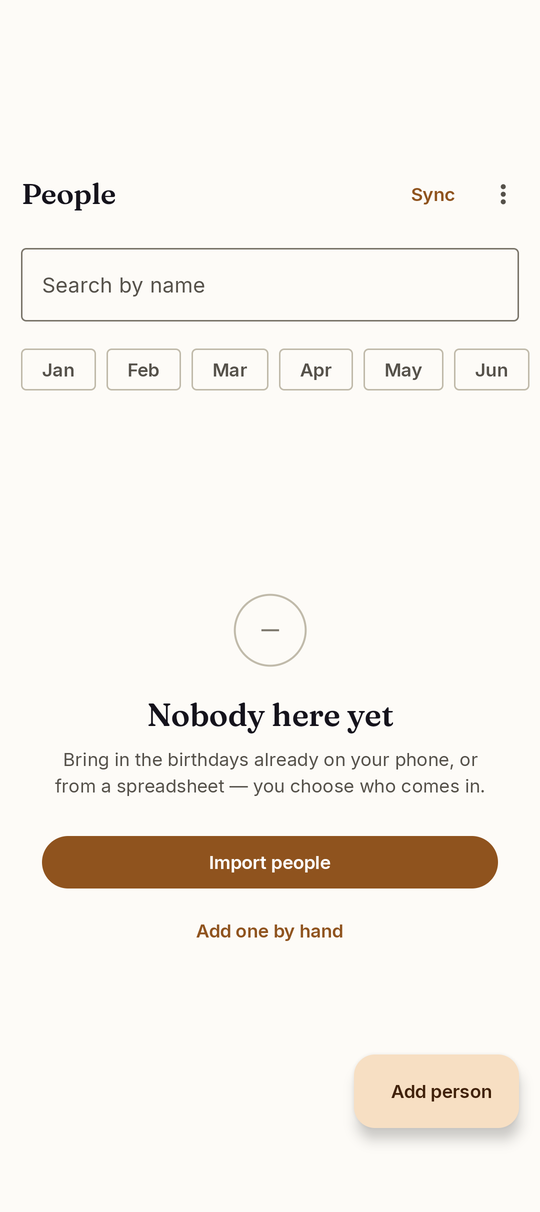 People
Sync
Search by name
Jan Feb Mar Apr May Jun
Nobody here yet
Bring in the birthdays already on your phone, or
from a spreadsheet — you choose who comes in.
Import people
Add one by hand
Add person